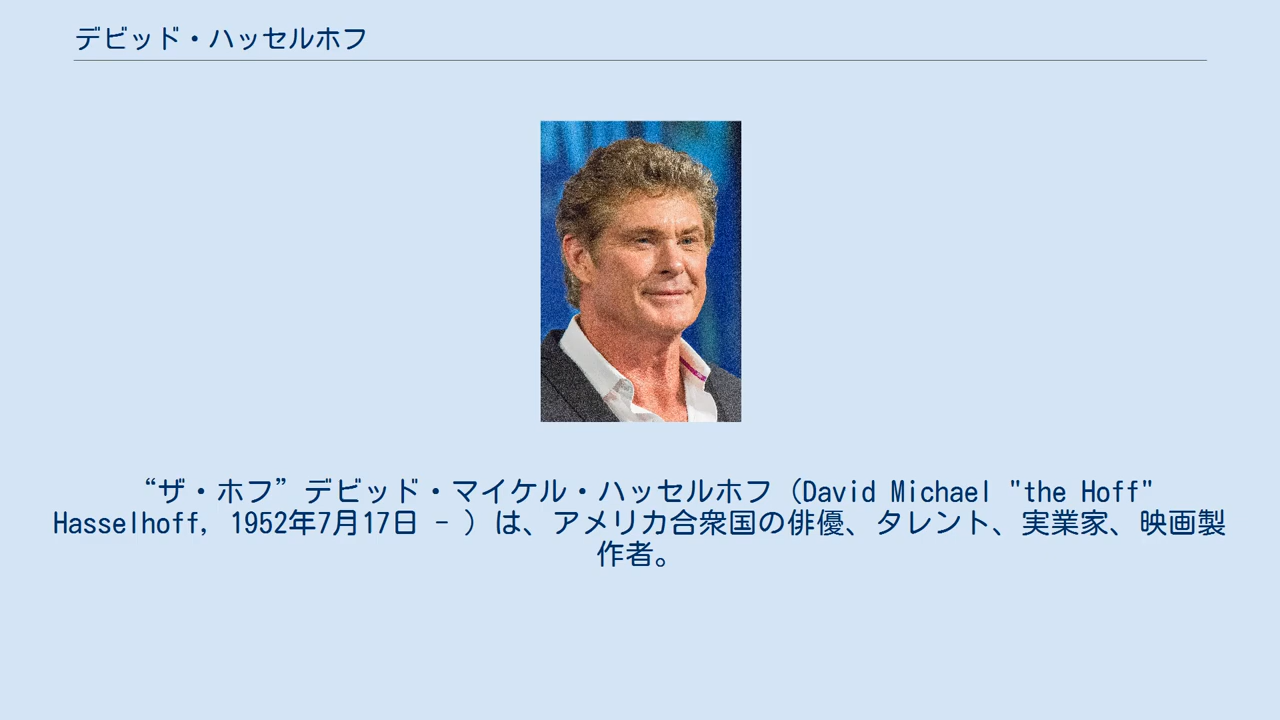 デビッド・ハッセルホフ
“ザ・ホフ”デビッド・マイケル・ハッセルホフ（David Michael "the Hoff"
Hasselhoff, 1952年7月17日 - ）は、アメリカ合衆国の俳優、タレント、実業家、映画製
作者。